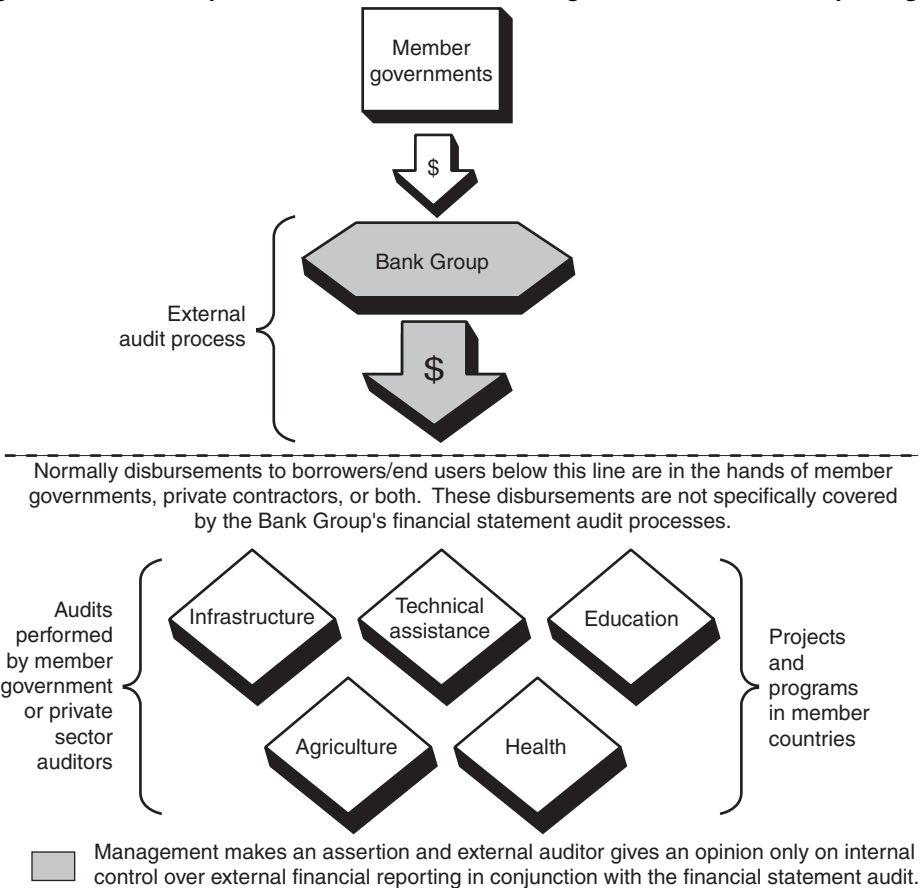 Member
governments
$
Bank Group
External
audit process
$
Normally disbursements to borrowers/end users below this line are in the hands of member
governments, private contractors, or both. These disbursements are not specifically covered
by the Bank Group's financial statement audit processes.
Audits
performed
by member
government
or private
sector
auditors
Infrastructure
Technical
assistance
Education
Agriculture
Health
Projects
and
programs
in member
countries
Management makes an assertion and external auditor gives an opinion only on internal
control over external financial reporting in conjunction with the financial statement audit.